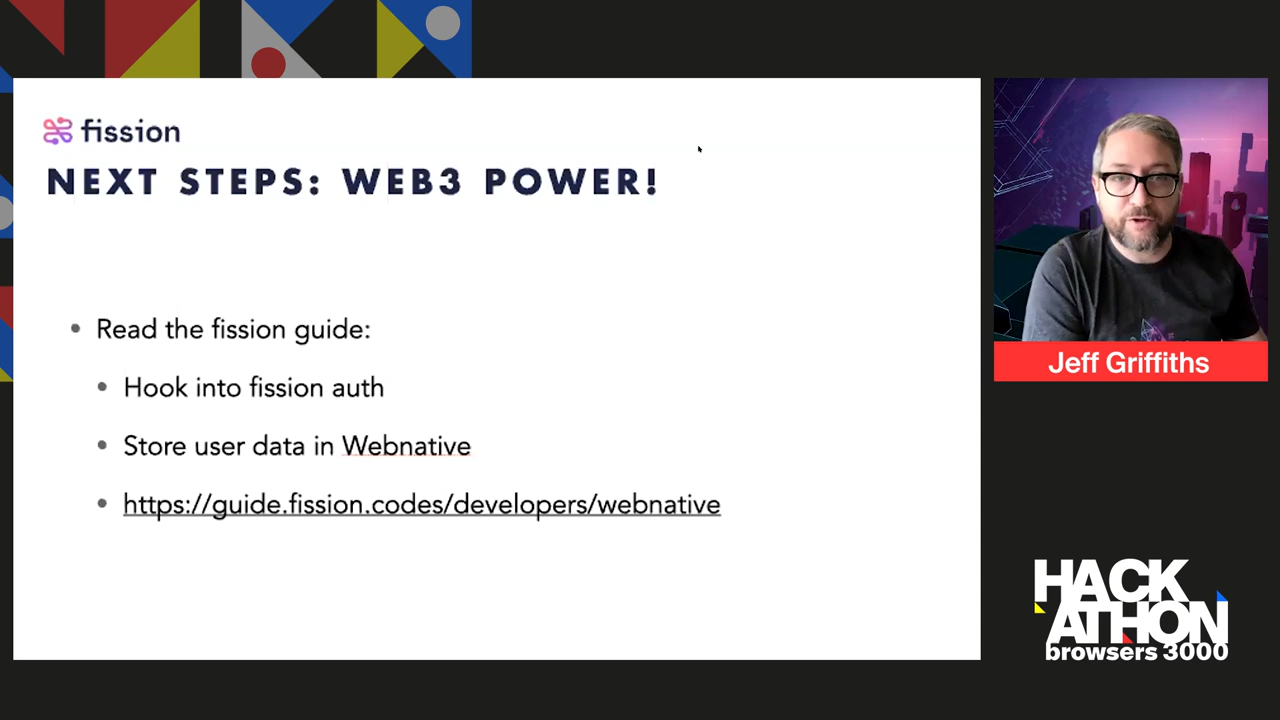 fission
NEXT STEPS: WEB3 POWER!
Read the fission guide:
Hook into fission auth
Store user data in Webnative
https://guide.fission.codes/developers/webnative
Jeff Griffiths
HACK
ATHON
browsers 3000